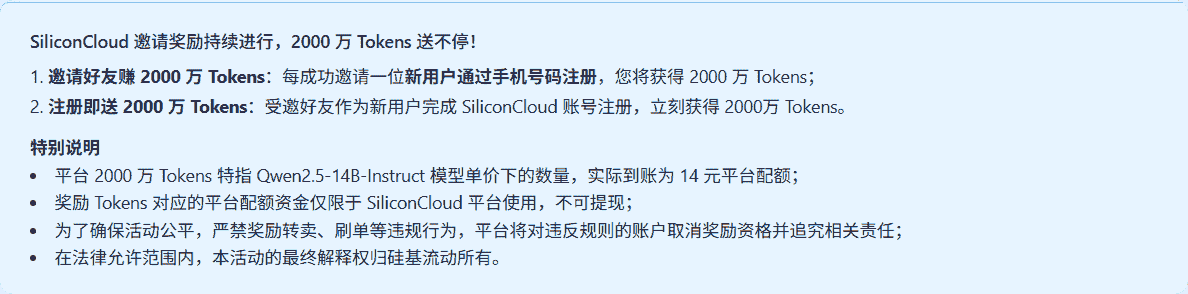 SiliconCloud 邀请奖励持续进行，2000 万 Tokens 送不停！
1. 邀请好友赚 2000 万 Tokens：每成功邀请一位新用户通过手机号码注册，您将获得 2000 万 Tokens；
2. 注册即送 2000 万 Tokens：受邀好友作为新用户完成 SiliconCloud 账号注册，立刻获得 2000万 Tokens。
特别说明
• 平台 2000 万 Tokens 特指 Qwen2.5-14B-Instruct 模型单价下的数量，实际到账为 14 元平台配额；
• 奖励 Tokens 对应的平台配额资金仅限于 SiliconCloud 平台使用，不可提现；
• 为了确保活动公平，严禁奖励转卖、刷单等违规行为，平台将对违反规则的账户取消奖励资格并追究相关责任；
• 在法律允许范围内，本活动的最终解释权归硅基流动所有。